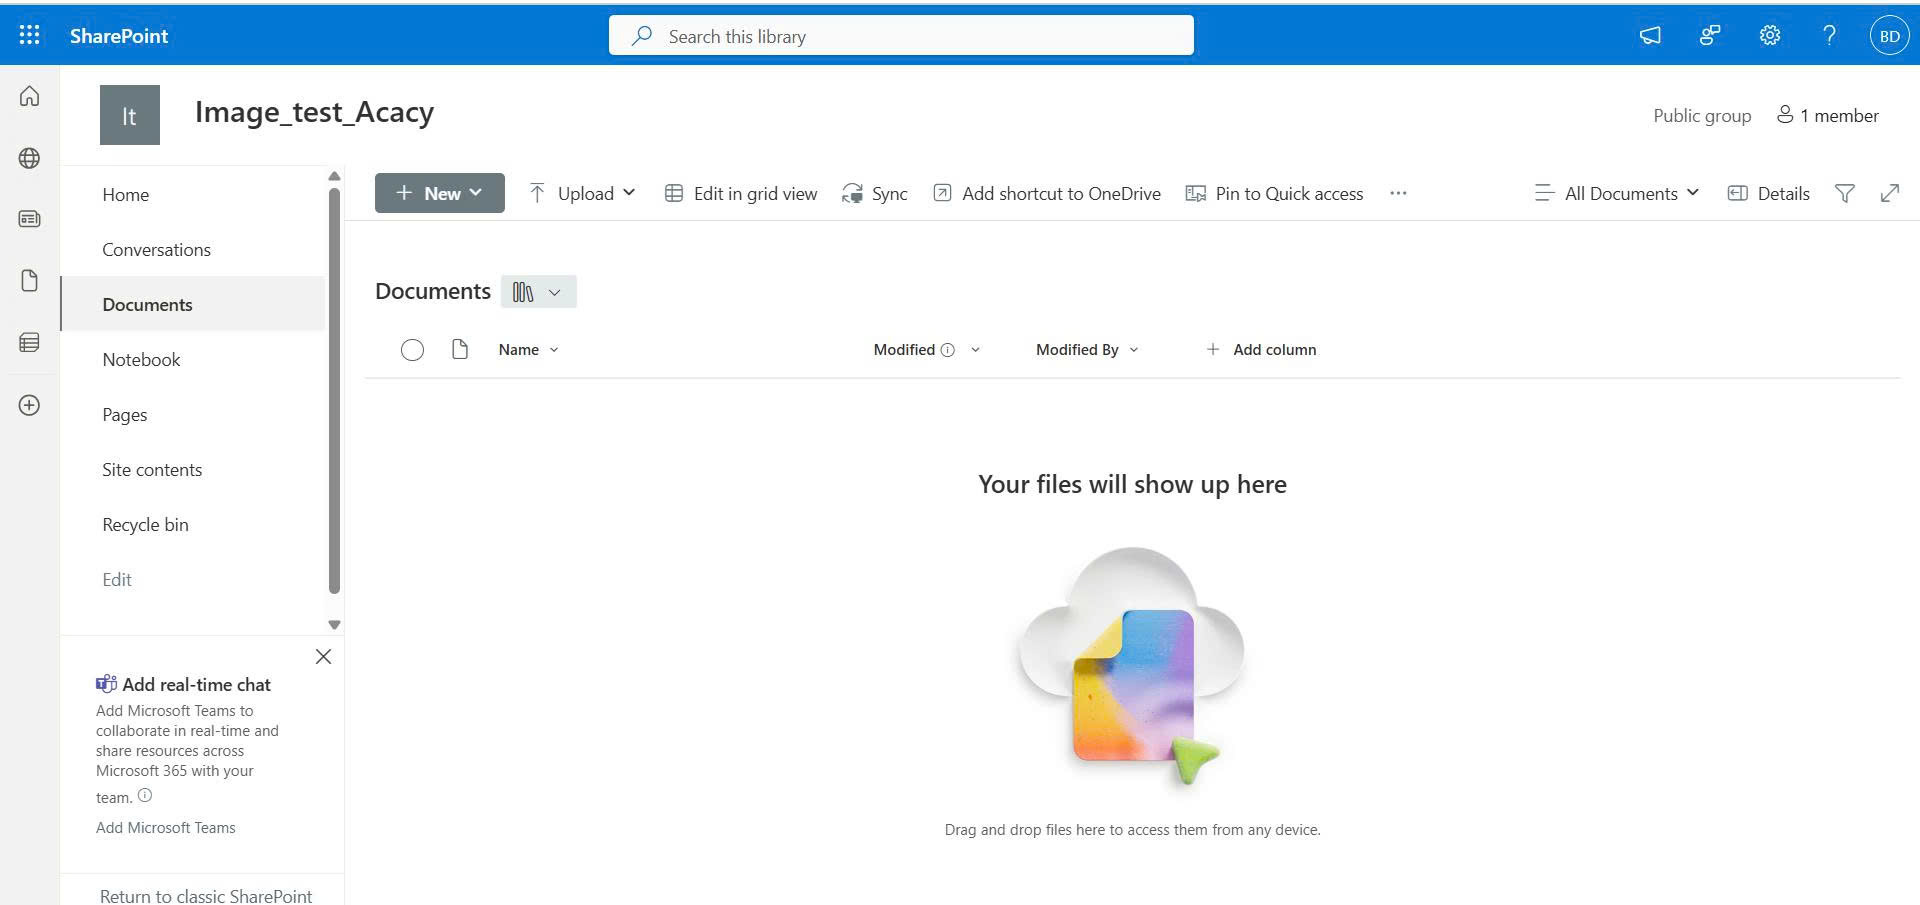 SharePoint
Search this library
BD
It
Image_test_Acacy
Public group
1 member
Home
Conversations
Documents
Notebook
Pages
Site contents
Recycle bin
Edit
Add real-time chat
Add Microsoft Teams to
collaborate in real-time and
share resources across
Microsoft 365 with your
team.
Add Microsoft Teams
Return to classic SharePoint
New
Upload
Edit in grid view
Sync
Add shortcut to OneDrive
Pin to Quick access
All Documents
Details
Documents
Name
Modified
Modified By
Add column
Your files will show up here
Drag and drop files here to access them from any device.